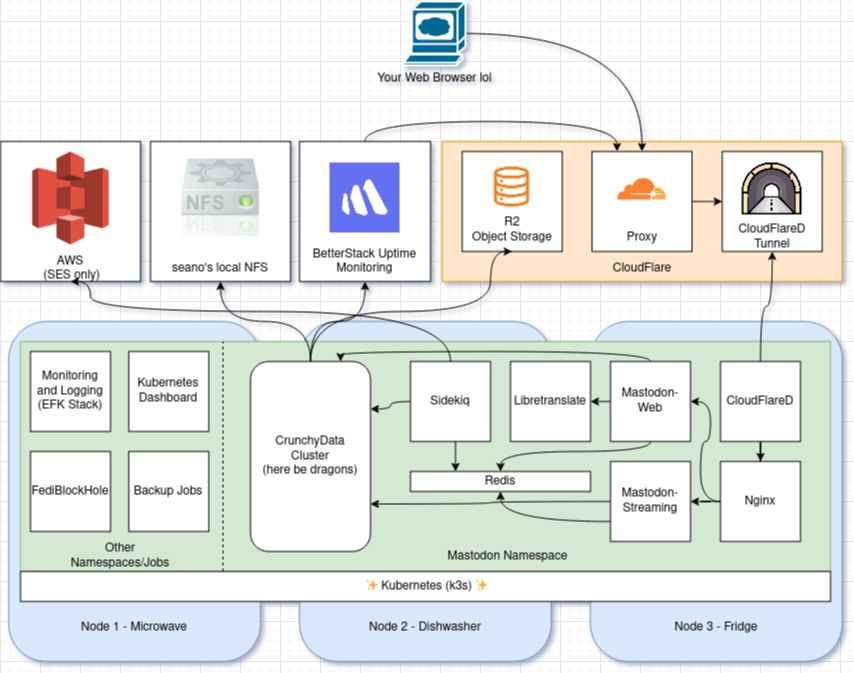 Your Web Browser lol
AWS
(SES only)
NFS
seano's local NFS
BetterStack Uptime
Monitoring
R2
Object Storage
Proxy
CloudFlareD
Tunnel
CloudFlare
Monitoring
and Logging
(EFK Stack)
Kubernetes
Dashboard
FediBlockHole
Backup Jobs
Other
Namespaces/Jobs
CrunchyData
Cluster
(here be dragons)
Sidekiq
Libretranslate
Mastodon-
Web
CloudFlareD
Redis
Mastodon-
Streaming
Nginx
Mastodon Namespace
✨ Kubernetes (k3s) ✨
Node 1 - Microwave
Node 2 - Dishwasher
Node 3 - Fridge